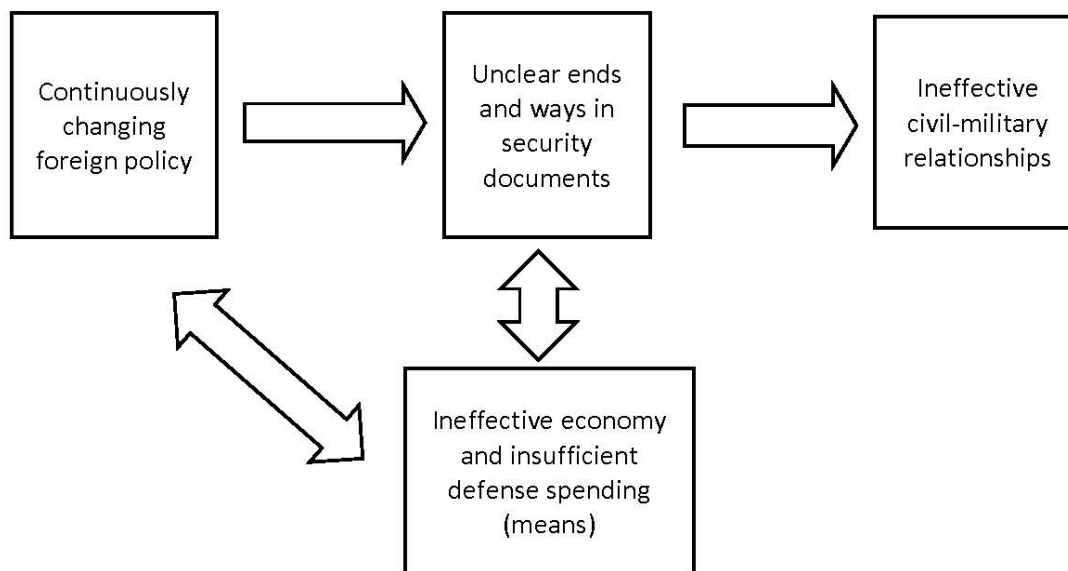 Continuously
changing
foreign policy
Unclear ends
and ways in
security
documents
Ineffective
civil-military
relationships
Ineffective economy
and insufficient
defense spending
(means)